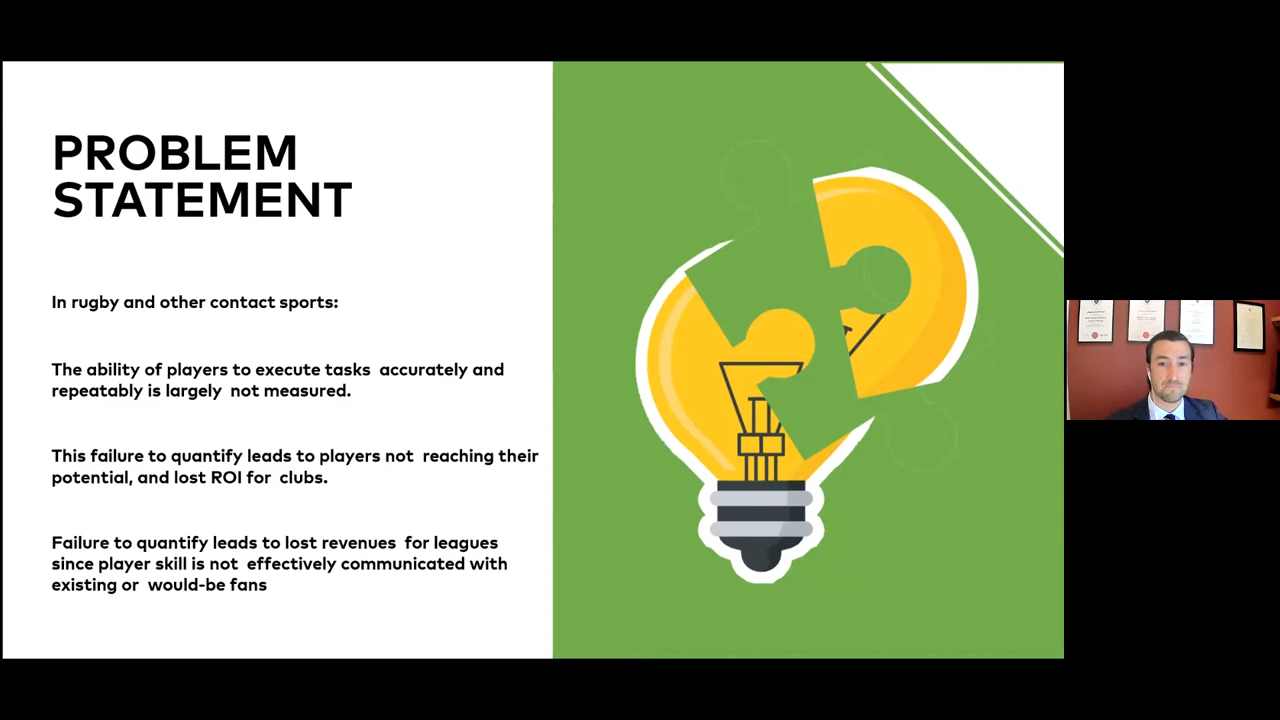 PROBLEM
STATEMENT
In rugby and other contact sports:
The ability of players to execute tasks accurately and
repeatably is largely not measured.
This failure to quantify leads to players not reaching their
potential, and lost ROI for clubs.
Failure to quantify leads to lost revenues for leagues
since player skill is not effectively communicated with
existing or would-be fans